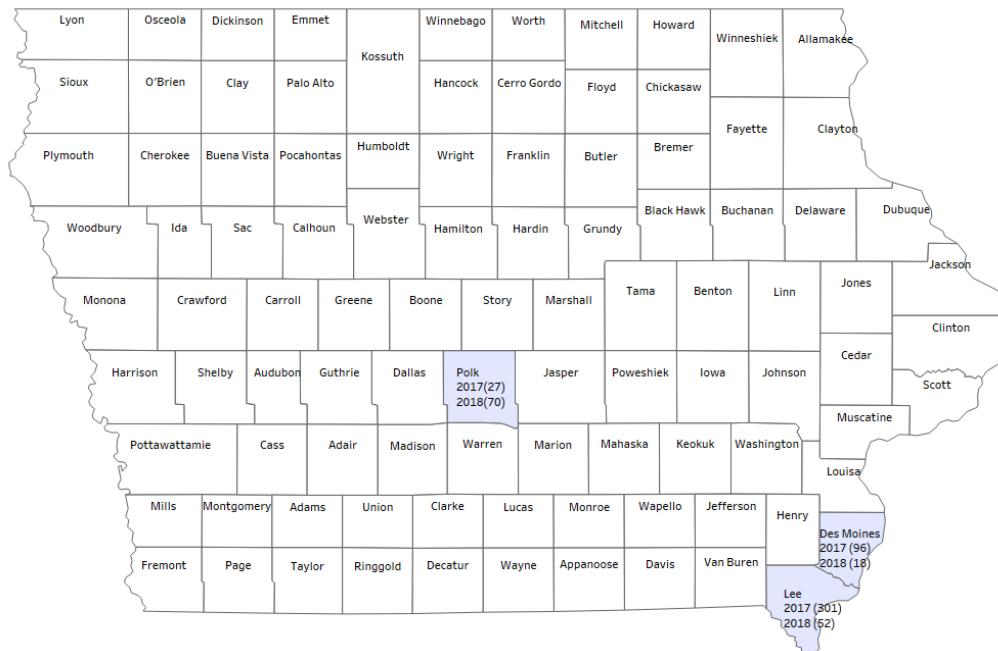 Lyon
Osceola
Dickinson
Emmet
Kossuth
Winnebago
Worth
Mitchell
Howard
Winneshiek
Allamakee
Sioux
O'Brien
Clay
Palo Alto
Hancock
Cerro Gordo
Floyd
Chickasaw
Fayette
Clayton
Plymouth
Cherokee
Buena Vista
Pocahontas
Humboldt
Wright
Franklin
Butler
Bremer
Woodbury
Ida
Sac
Calhoun
Webster
Hamilton
Hardin
Grundy
Black Hawk
Buchanan
Delaware
Dubuque
Monona
Crawford
Carroll
Greene
Boone
Story
Marshall
Tama
Benton
Linn
Jones
Jackson
Clinton
Harrison
Shelby
Audubon
Guthrie
Dallas
Polk
2017(27)
2018(70)
Jasper
Poweshiek
Iowa
Johnson
Cedar
Scott
Muscatine
Pottawattamie
Cass
Adair
Madison
Warren
Marion
Mahaska
Keokuk
Washington
Louisa
Mills
Montgomery
Adams
Union
Clarke
Lucas
Monroe
Wapello
Jefferson
Henry
Des Moines
2017 (96)
2018 (18)
Fremont
Page
Taylor
Ringgold
Decatur
Wayne
Appanoose
Davis
Van Buren
Lee
2017 (301)
2018 (52)